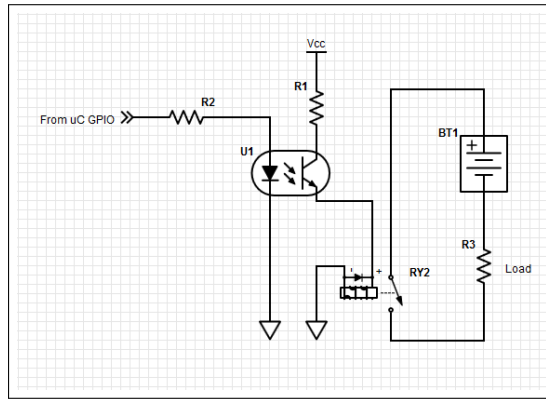 Vcc
R1
R2
From uC GPIO
BT1
+
U1
R3
Load
- +
RY2